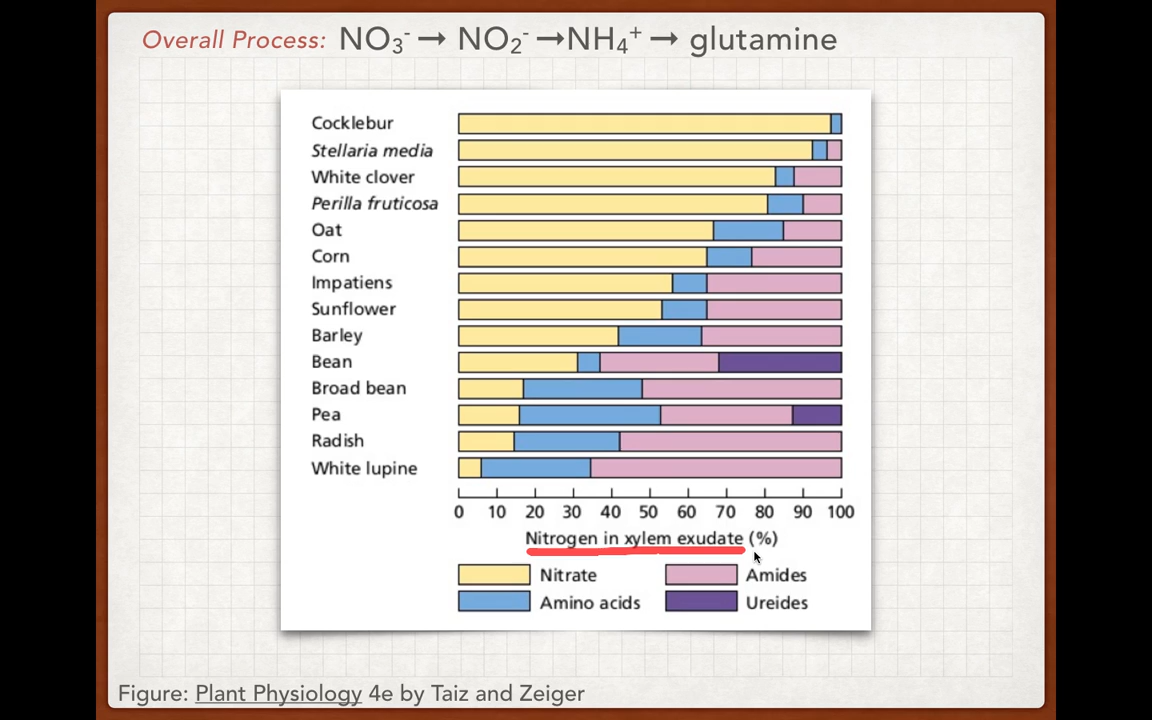 Overall Process: NO₃⁻ → NO₂⁻ →NH₄⁺ → glutamine
Cocklebur
Stellaria media
White clover
Perilla fruticosa
Oat
Corn
Impatiens
Sunflower
Barley
Bean
Broad bean
Pea
Radish
White lupine
0 10 20 30 40 50 60 70 80 90 100
Nitrogen in xylem exudate (%)
Nitrate Amides
Amino acids Ureides
Figure: Plant Physiology 4e by Taiz and Zeiger